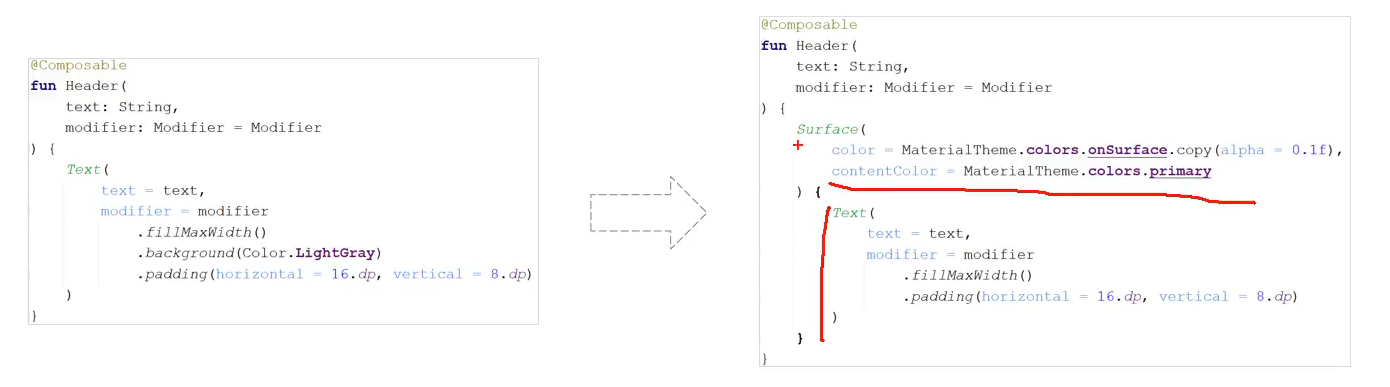 @Composable
fun Header(
    text: String,
    modifier: Modifier = Modifier
) {
    Text(
        text = text,
        modifier = modifier
            .fillMaxWidth()
            .background(Color.LightGray)
            .padding(horizontal = 16.dp, vertical = 8.dp)
    )
}
@Composable
fun Header(
    text: String,
    modifier: Modifier = Modifier
) {
    Surface(
        color = MaterialTheme.colors.onSurface.copy(alpha = 0.1f),
        contentColor = MaterialTheme.colors.primary
    ) {
        Text(
            text = text,
            modifier = modifier
                .fillMaxWidth()
                .padding(horizontal = 16.dp, vertical = 8.dp)
        )
    }
}